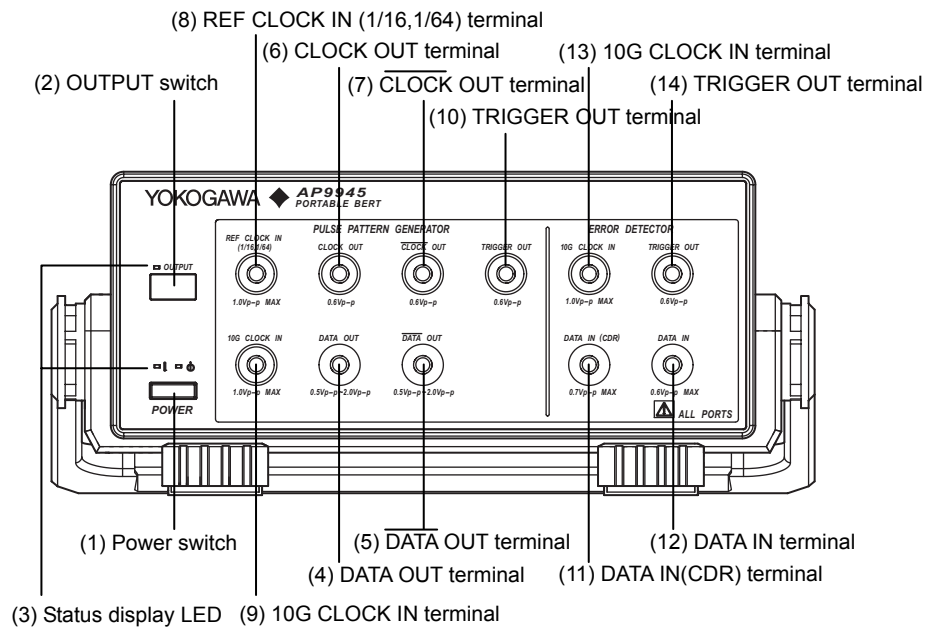 (8) REF CLOCK IN (1/16,1/64) terminal
(6) CLOCK OUT terminal
(13) 10G CLOCK IN terminal
(2) OUTPUT switch
(7) C̅L̅O̅C̅K̅ OUT terminal
(14) TRIGGER OUT terminal
(10) TRIGGER OUT terminal
YOKOGAWA ◆ AP9945
PORTABLE BERT
PULSE PATTERN GENERATOR
ERROR DETECTOR
REF CLOCK IN
(1/16,1/64)
CLOCK OUT
C̅L̅O̅C̅K̅ OUT
TRIGGER OUT
10G CLOCK IN
TRIGGER OUT
OUTPUT
1.0Vp-p MAX
0.6Vp-p
0.6Vp-p
0.6Vp-p
1.0Vp-p MAX
0.6Vp-p
10G CLOCK IN
DATA OUT
D̅A̅T̅A̅ OUT
DATA IN (CDR)
DATA IN
1.0Vp-p MAX
0.5Vp-p-2.0Vp-p
0.5Vp-p-2.0Vp-p
0.7Vp-p MAX
0.6Vp-p MAX
POWER
ALL PORTS
(1) Power switch
(5) D̅A̅T̅A̅ OUT terminal
(12) DATA IN terminal
(4) DATA OUT terminal
(11) DATA IN(CDR) terminal
(3) Status display LED
(9) 10G CLOCK IN terminal